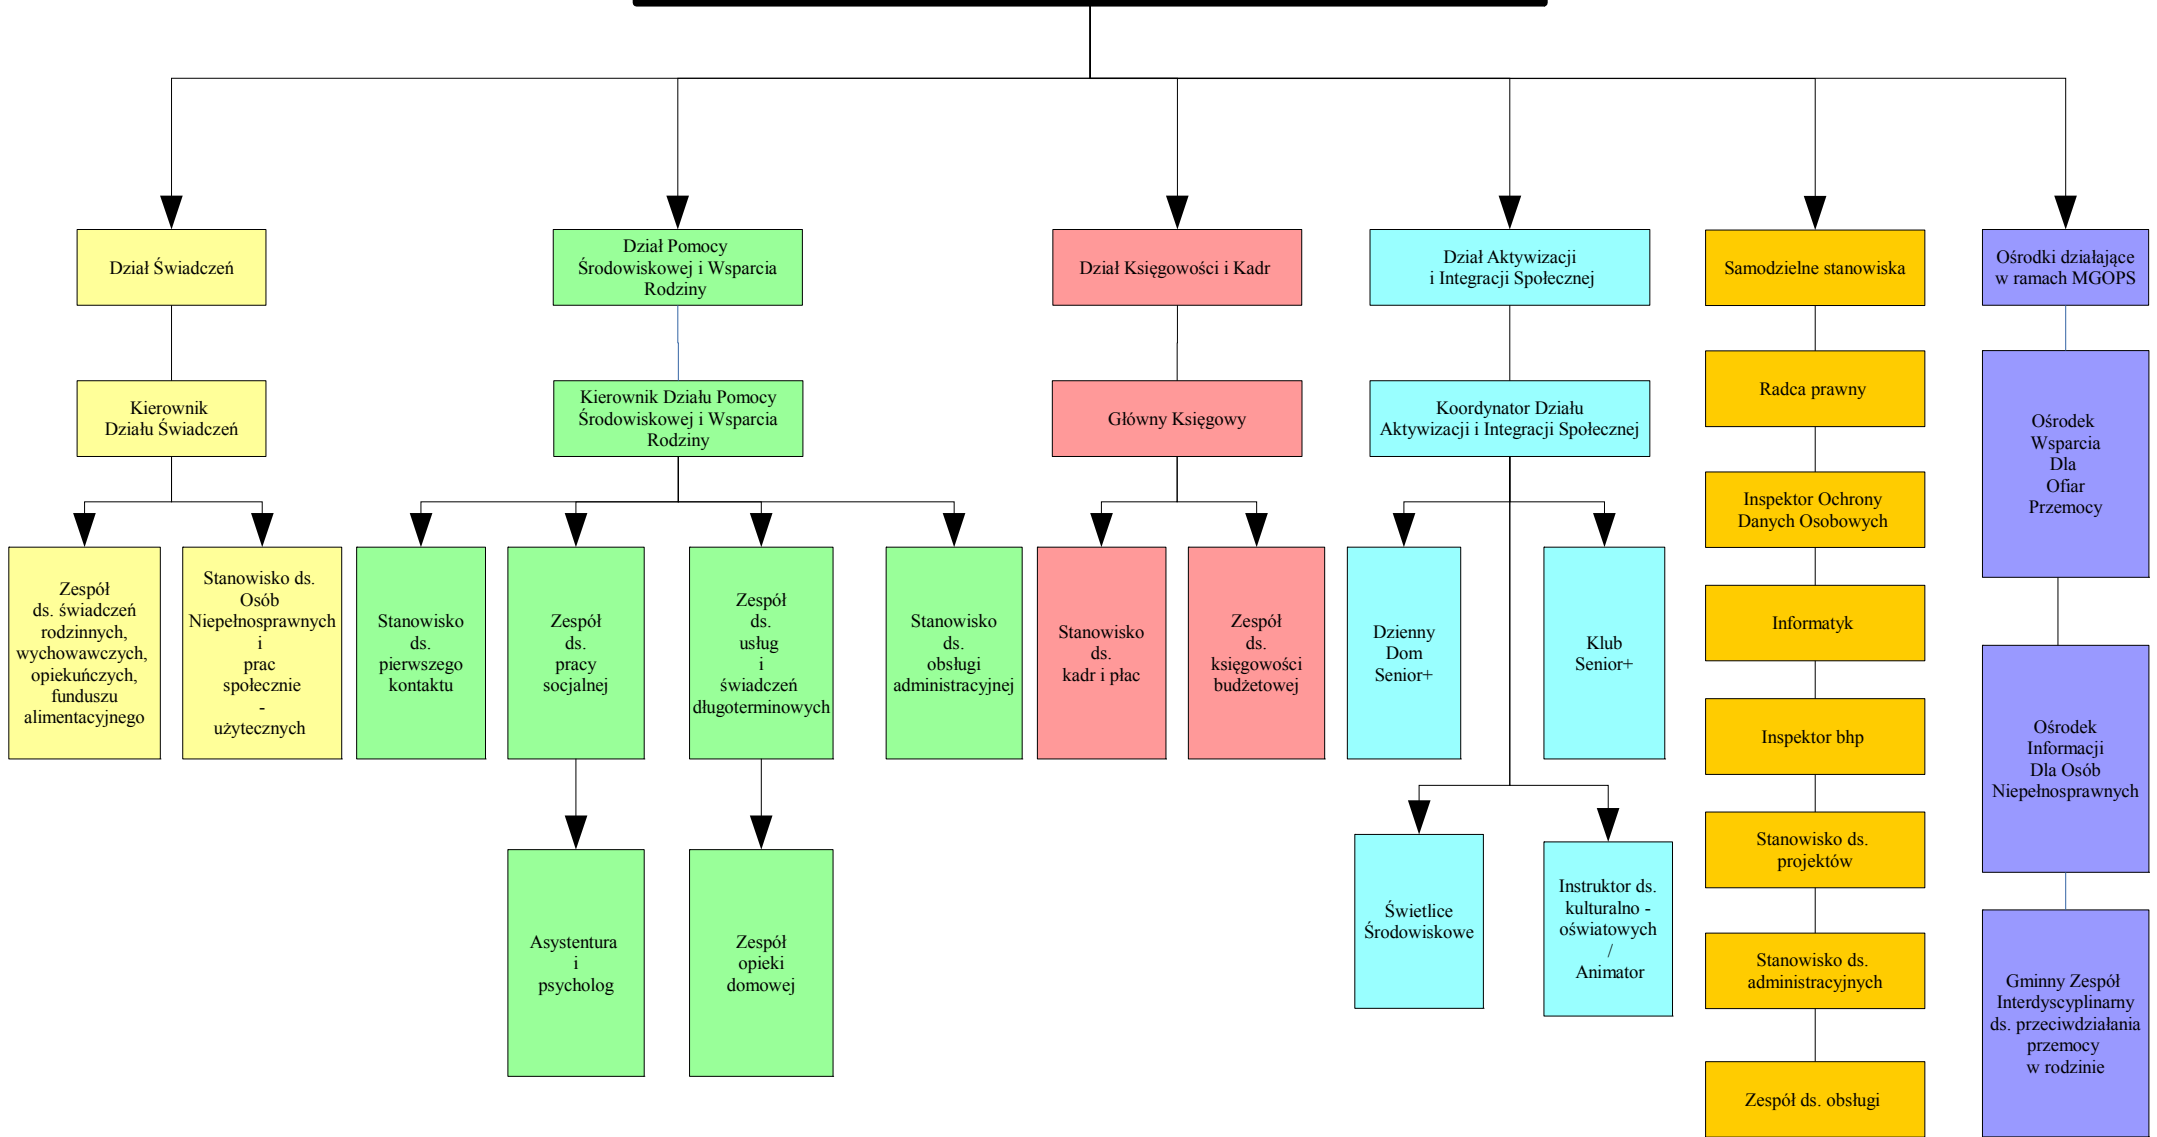 Dział Świadczeń
Dział Pomocy
Środowiskowej i Wsparcia
Rodziny
Dział Księgowości i Kadr
Dział Aktywizacji
i Integracji Społecznej
Samodzielne stanowiska
Ośrodki działające
w ramach MGOPS
Kierownik
Działu Świadczeń
Kierownik Działu Pomocy
Środowiskowej i Wsparcia
Rodziny
Główny Księgowy
Koordynator Działu
Aktywizacji i Integracji Społecznej
Zespół
ds. świadczeń
rodzinnych,
wychowawczych,
opiekuńczych,
funduszu
alimentacyjnego
Stanowisko ds.
Osób
Niepełnosprawnych
i
prac
społecznie
-
użytecznych
Stanowisko
ds.
pierwszego
kontaktu
Zespół
ds.
pracy
socjalnej
Zespół
ds.
usług
i
świadczeń
długoterminowych
Stanowisko
ds.
obsługi
administracyjnej
Stanowisko
ds.
kadr i płac
Zespół
ds.
księgowości
budżetowej
Dzienny
Dom
Senior+
Klub
Senior+
Asystentura
i
psycholog
Zespół
opieki
domowej
Świetlice
Środowiskowe
Instruktor ds.
kulturalno -
oświatowych
/
Animator
Radca prawny
Inspektor Ochrony
Danych Osobowych
Informatyk
Inspektor bhp
Stanowisko ds.
projektów
Stanowisko ds.
administracyjnych
Zespół ds. obsługi
Ośrodek
Wsparcia
Dla
Ofiar
Przemocy
Ośrodek
Informacji
Dla Osób
Niepełnosprawnych
Gminny Zespół
Interdyscyplinarny
ds. przeciwdziałania
przemocy
w rodzinie